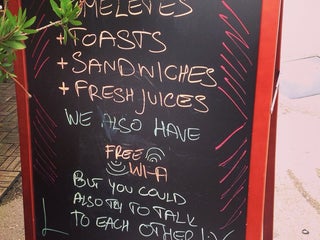 OMELETES
+ TOASTS
+ SANDWICHES
+ FRESH JUICES
WE ALSO HAVE
FREE
WI-FI
BUT YOU COULD
ALSO TRY TO TALK
TO EACH OTHER :-)